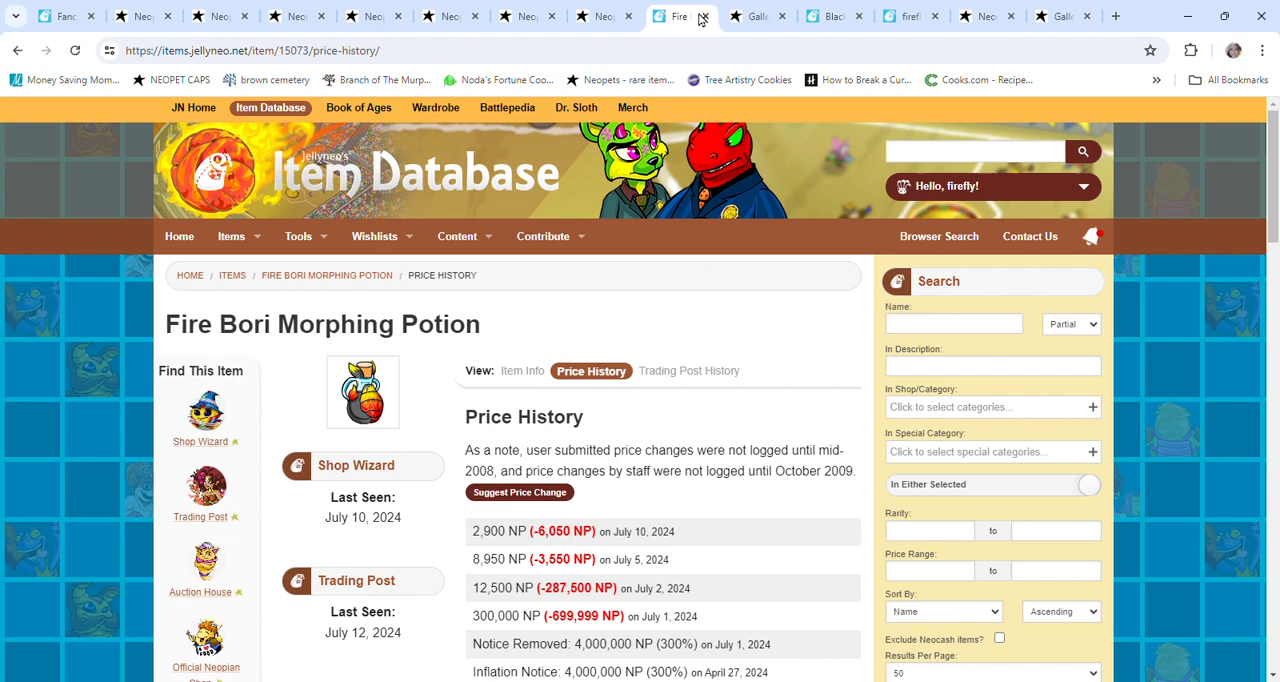 Fanc
Neop
Neop
Neop
Neop
Neop
Neop
Neop
Fire
Galle
Black
firefl
Neo
Galle
https://items.jellyneo.net/item/15073/price-history/
Money Saving Mom...
NEOPET CAPS
brown cemetery
Branch of The Murp...
Noda's Fortune Coo...
Neopets - rare item...
Tree Artistry Cookies
How to Break a Cur...
Cooks.com - Recipe...
»
All Bookmarks
JN Home
Item Database
Book of Ages
Wardrobe
Battlepedia
Dr. Sloth
Merch
Jellyneo's
Item Database
Hello, firefly!
Home
Items
Tools
Wishlists
Content
Contribute
Browser Search
Contact Us
HOME / ITEMS / FIRE BORI MORPHING POTION / PRICE HISTORY
Fire Bori Morphing Potion
Find This Item
Shop Wizard
Trading Post
Auction House
Official Neopian
Shop Wizard
Last Seen:
July 10, 2024
Trading Post
Last Seen:
July 12, 2024
View: Item Info Price History Trading Post History
Price History
As a note, user submitted price changes were not logged until mid-
2008, and price changes by staff were not logged until October 2009.
Suggest Price Change
2,900 NP (-6,050 NP) on July 10, 2024
8,950 NP (-3,550 NP) on July 5, 2024
12,500 NP (-287,500 NP) on July 2, 2024
300,000 NP (-699,999 NP) on July 1, 2024
Notice Removed: 4,000,000 NP (300%) on July 1, 2024
Inflation Notice: 4,000,000 NP (300%) on April 27, 2024
Search
Name:
Partial
In Description:
In Shop/Category:
Click to select categories... +
In Special Category:
Click to select special categories... +
In Either Selected
Rarity:
to
Price Range:
to
Sort By:
Name
Ascending
Exclude Neocash items?
Results Per Page:
50